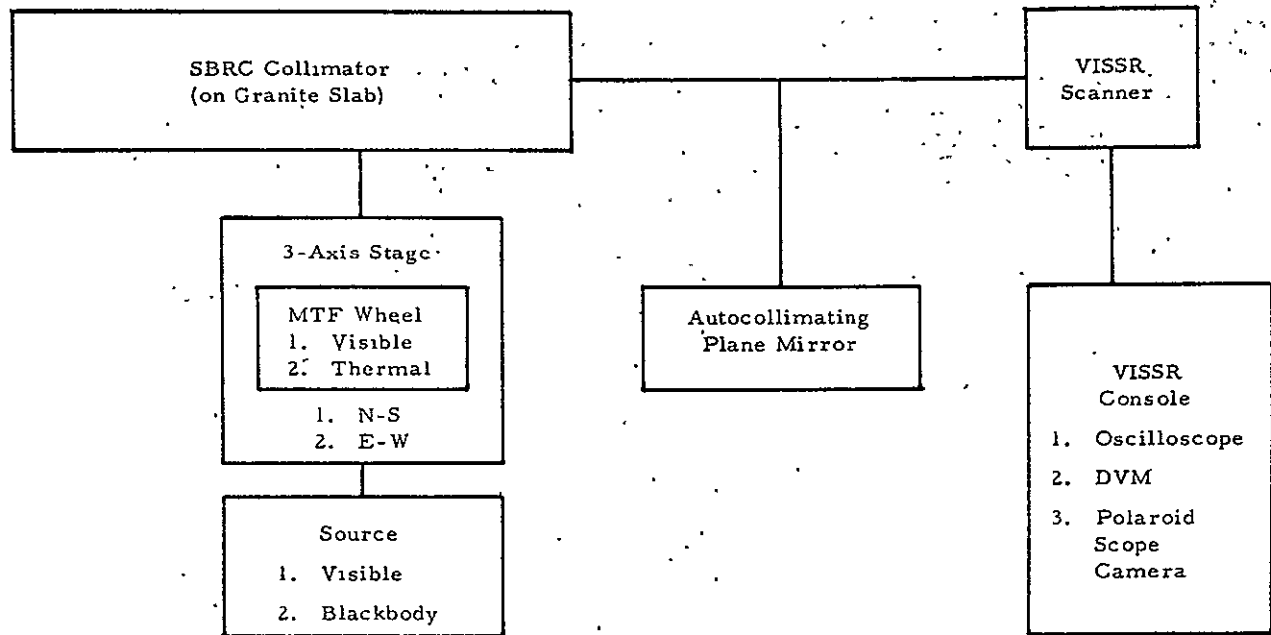 SBRC Collimator
(on Granite Slab)
VISSR
Scanner
3-Axis Stage
MTF Wheel
1. Visible
2. Thermal
1. N-S
2. E-W
Autocollimating
Plane Mirror
VISSR
Console
1. Oscilloscope
2. DVM
3. Polaroid
Scope
Camera
Source
1. Visible
2. Blackbody